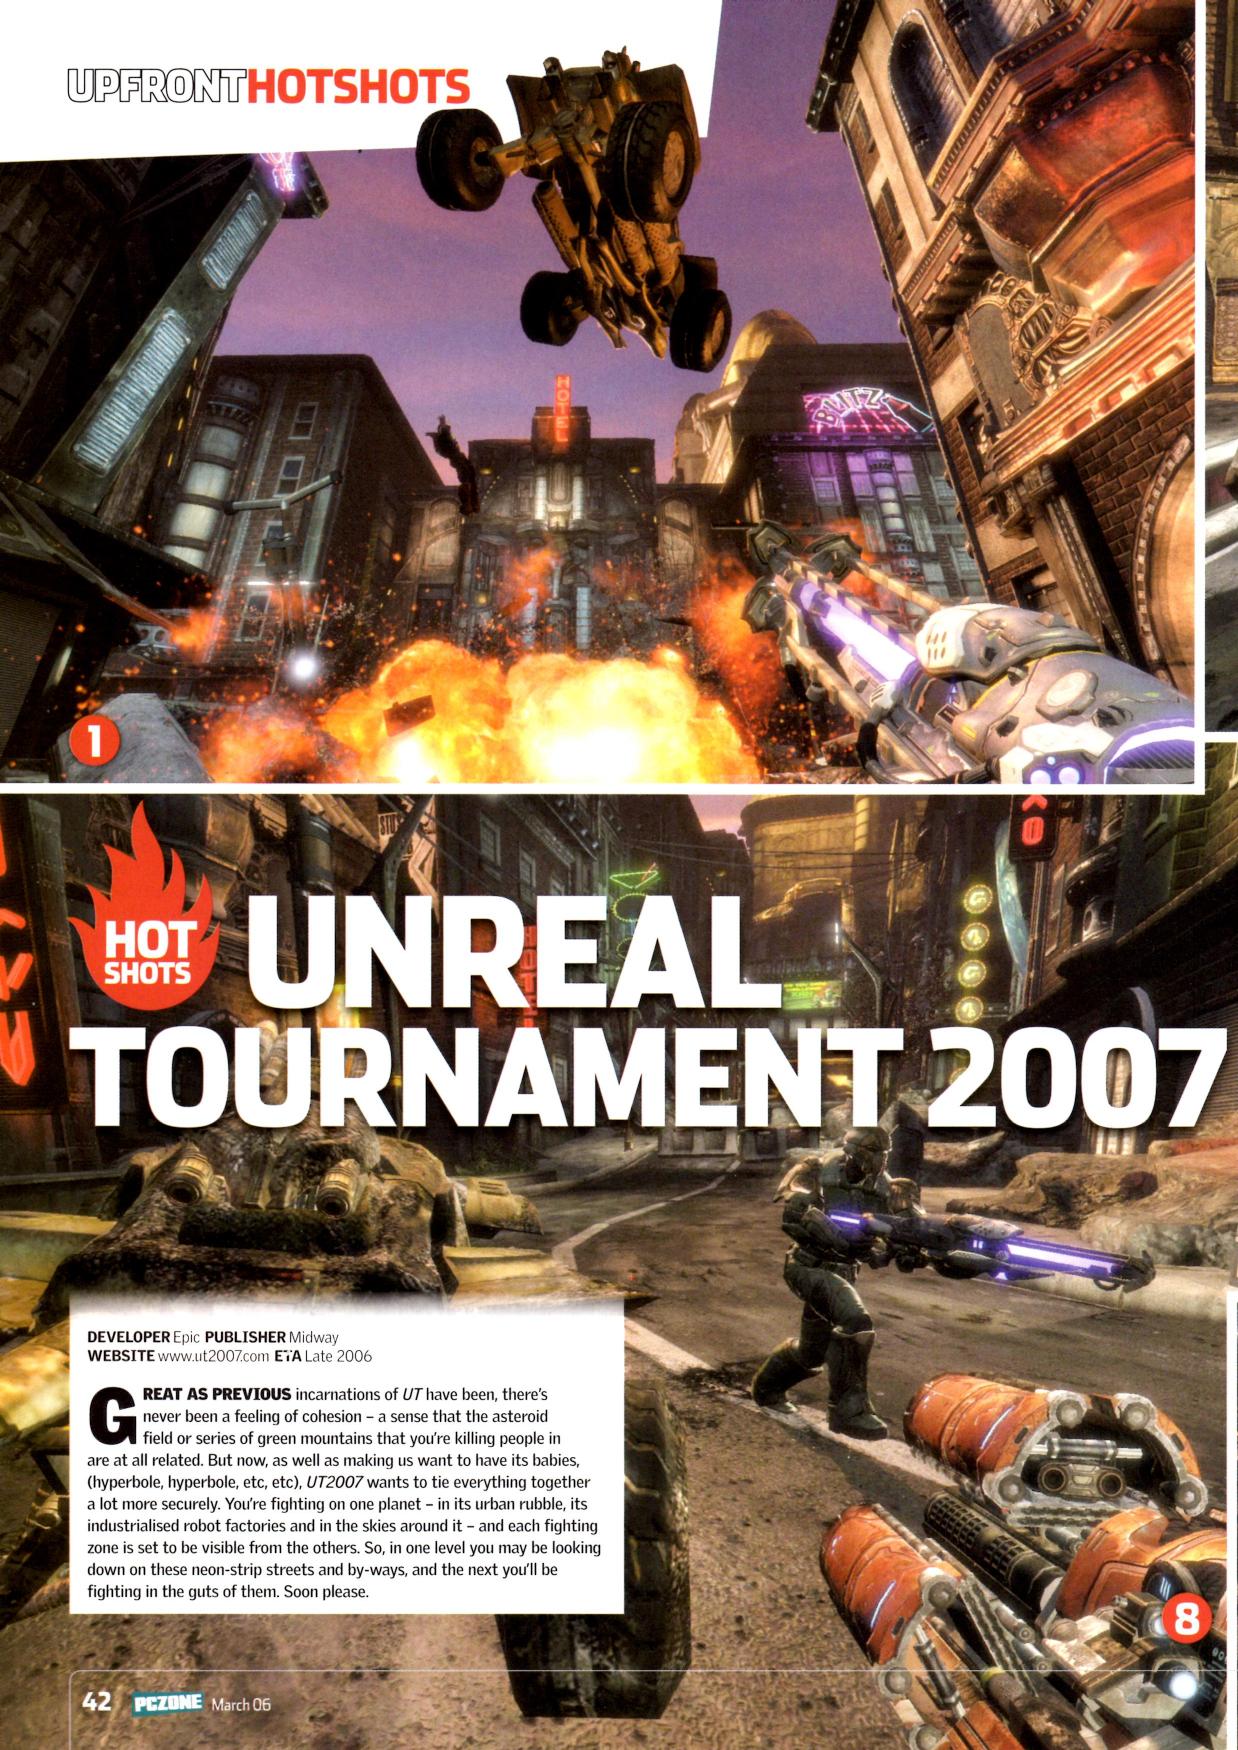 UPFRONTHOTSHOTS
HOTEL
BLITZ
1
HOT
SHOTS
UNREAL
TOURNAMENT 2007
DEVELOPER Epic PUBLISHER Midway
WEBSITE www.ut2007.com ETA Late 2006
GREAT AS PREVIOUS incarnations of UT have been, there's
never been a feeling of cohesion – a sense that the asteroid
field or series of green mountains that you're killing people in
are at all related. But now, as well as making us want to have its babies,
(hyperbole, hyperbole, etc, etc), UT2007 wants to tie everything together
a lot more securely. You're fighting on one planet – in its urban rubble, its
industrialised robot factories and in the skies around it – and each fighting
zone is set to be visible from the others. So, in one level you may be looking
down on these neon-strip streets and by-ways, and the next you'll be
fighting in the guts of them. Soon please.
8
42 PCZONE March 06